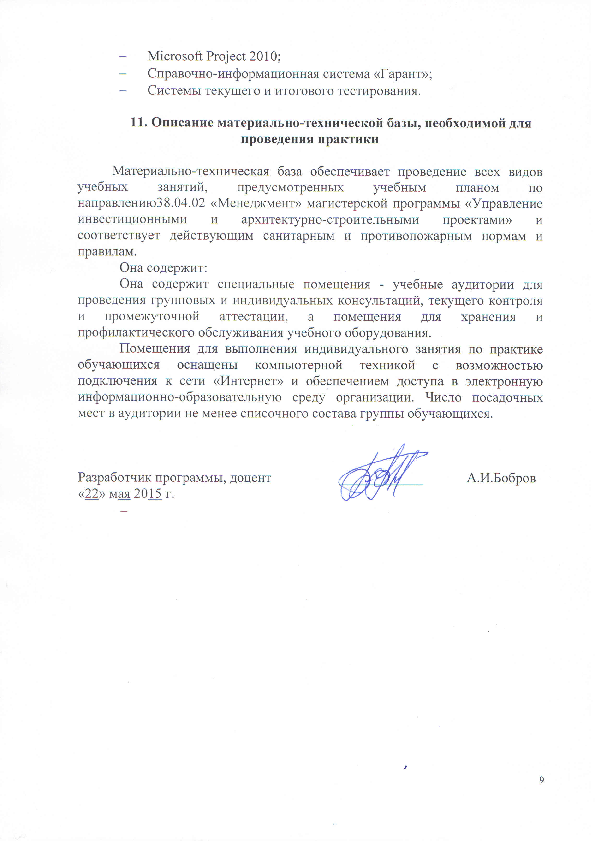 – Microsoft Project 2010;
– Справочно-информационная система «Гарант»;
– Системы текущего и итогового тестирования.
11. Описание материально-технической базы, необходимой для
проведения практики
Материально-техническая база обеспечивает проведение всех видов
учебных занятий, предусмотренных учебным планом по
направлению38.04.02 «Менеджмент» магистерской программы «Управление
инвестиционными и архитектурно-строительными проектами» и
соответствует действующим санитарным и противопожарным нормам и
правилам.
Она содержит:
Она содержит специальные помещения - учебные аудитории для
проведения групповых и индивидуальных консультаций, текущего контроля
и промежуточной аттестации, а помещения для хранения и
профилактического обслуживания учебного оборудования.
Помещения для выполнения индивидуального занятия по практике
обучающихся оснащены компьютерной техникой с возможностью
подключения к сети «Интернет» и обеспечением доступа в электронную
информационно-образовательную среду организации. Число посадочных
мест в аудитории не менее списочного состава группы обучающихся.
Разработчик программы, доцент А.И.Бобров
«22» мая 2015 г.
–
9